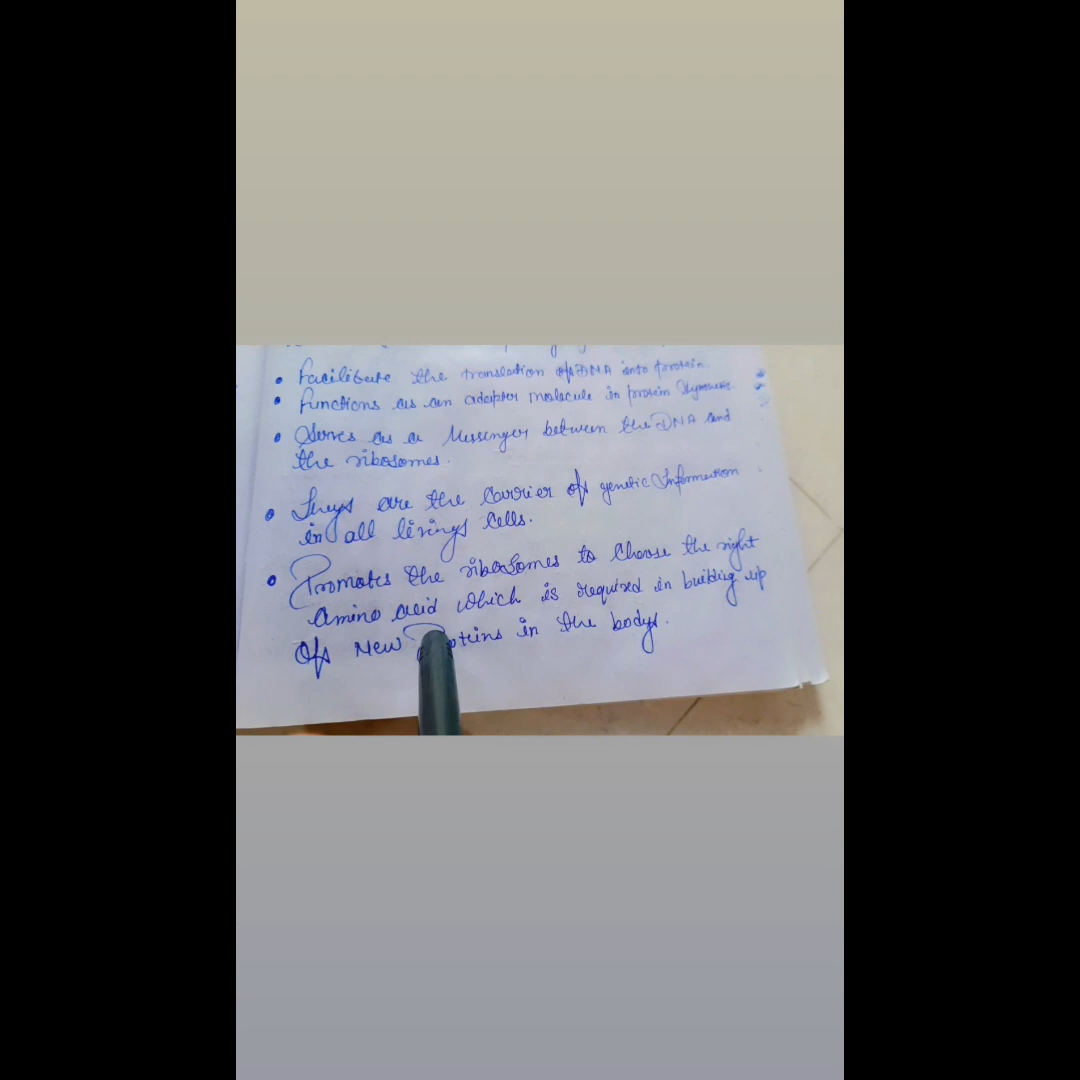 • Facilitate the translation of DNA into protein.
• functions as an adapter molecule in protein
• Serves as a Messenger between the DNA and
the ribosomes.
• They are the carrier of genetic Information
in all livings cells.
• Promotes the ribosomes to choose the right
amino acid which is required in building up
Of New in the body.